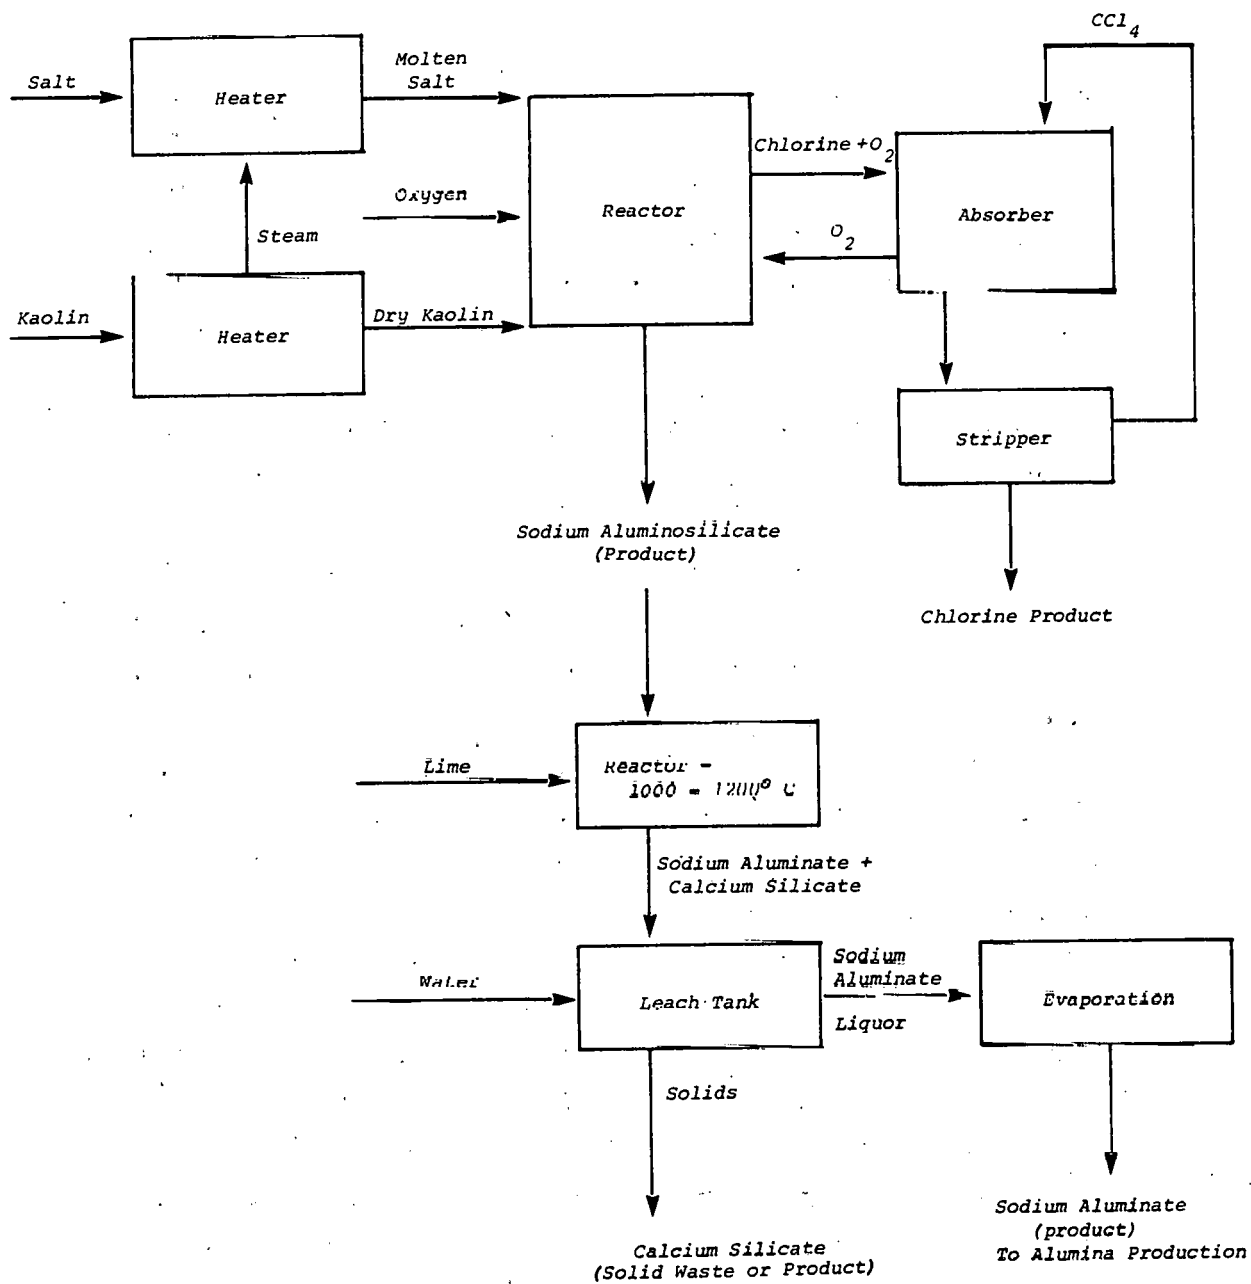 CCl4
Salt
Heater
Molten
Salt
Chlorine + O2
Oxygen
Reactor
Absorber
O2
Steam
Kaolin
Heater
Dry Kaolin
Stripper
Sodium Aluminosilicate
(Product)
Chlorine Product
Lime
Reactor -
1000 - 1200° C
Sodium Aluminate +
Calcium Silicate
Water
Leach Tank
Sodium
Aluminate
Liquor
Evaporation
Solids
Sodium Aluminate
(product)
To Alumina Production
Calcium Silicate
(Solid Waste or Product)